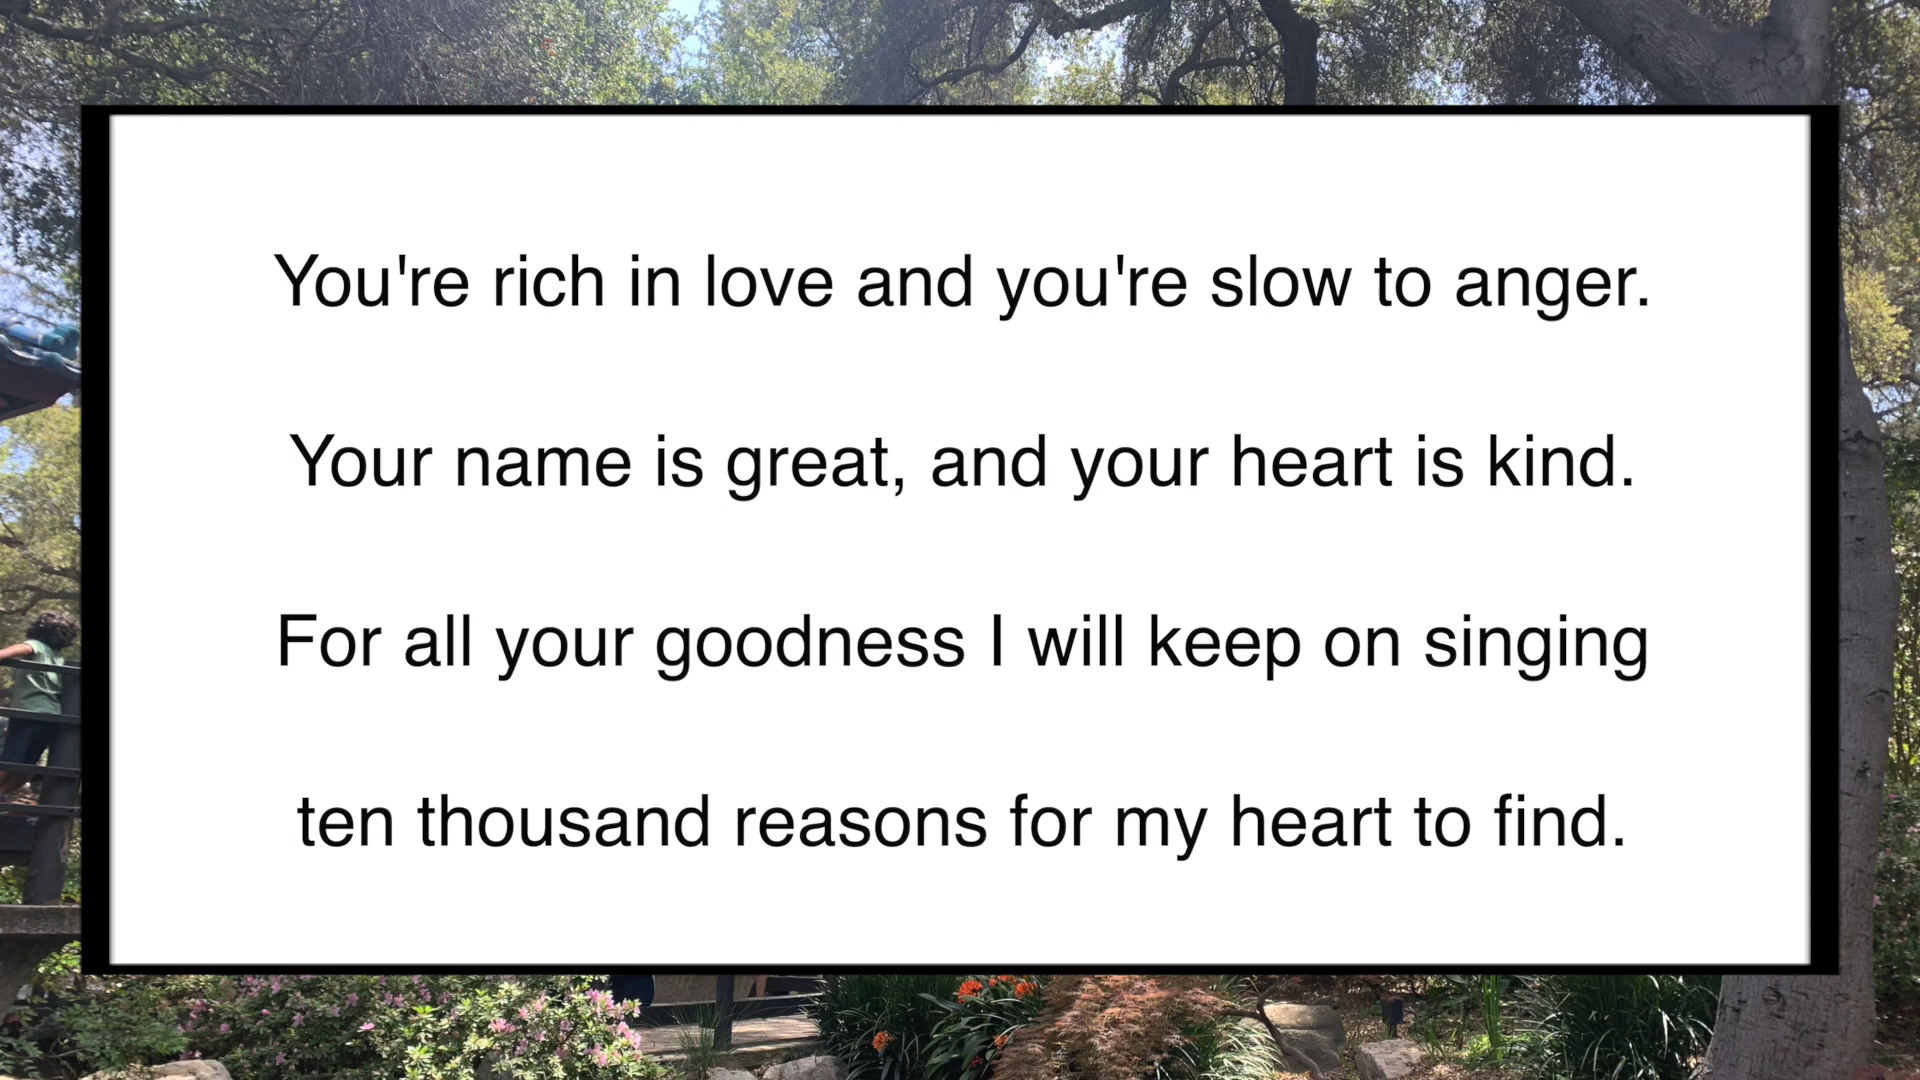 You're rich in love and you're slow to anger.
Your name is great, and your heart is kind.
For all your goodness I will keep on singing
ten thousand reasons for my heart to find.